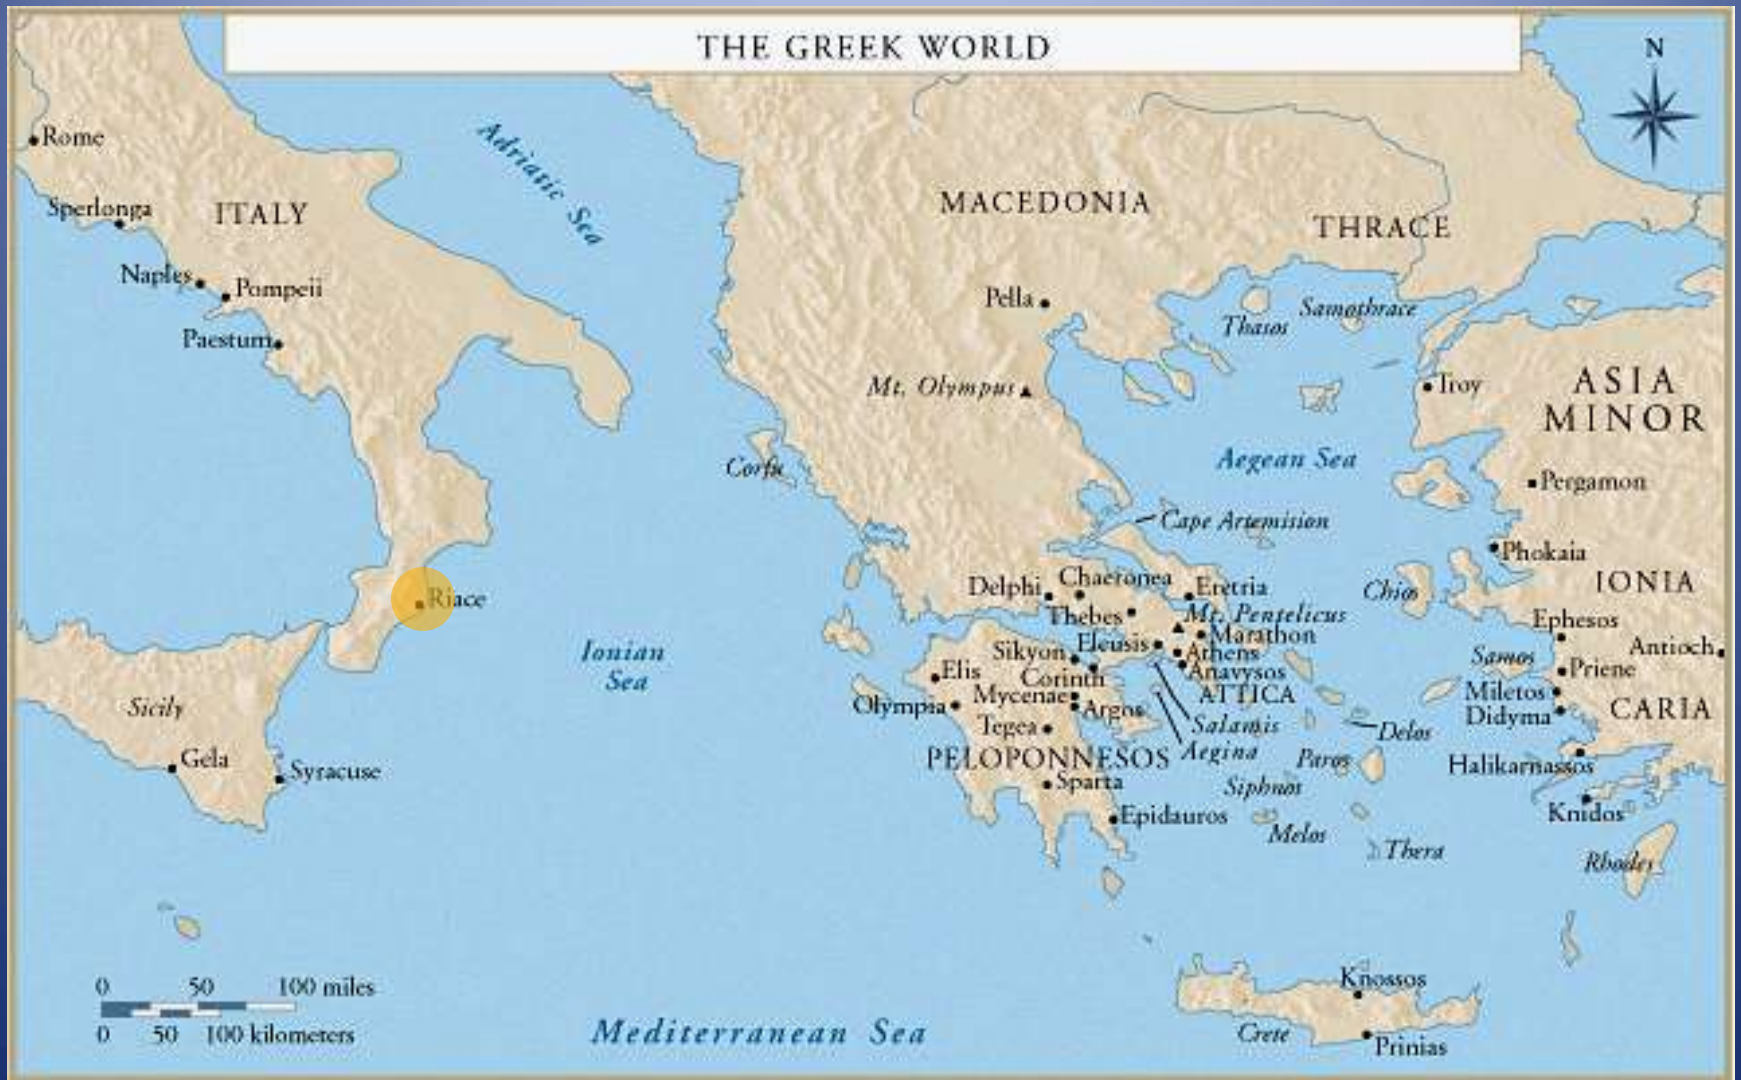 THE GREEK WORLD
N
Rome
Adriatic Sea
Sperlonga
ITALY
MACEDONIA
THRACE
Naples
Pompeii
Pella
Samothrace
Thasos
Paestum
Mt. Olympus
Troy
ASIA
MINOR
Corfu
Aegean Sea
Pergamon
Cape Artemision
Phokaia
Riace
Delphi
Chaeronea
Eretria
Chios
IONIA
Thebes
Mt. Pentelicus
Ephesos
Ionian
Sea
Sikyon
Eleusis
Marathon
Athens
Samos
Antioch
Elis
Corinth
Anavysos
Priene
Sicily
Olympia
Mycenae
ATTICA
Miletos
Argos
Didyma
CARIA
Tegea
Salamis
Delos
Gela
Syracuse
PELOPONNESOS
Aegina
Paros
Halikarnassos
Sparta
Siphnos
Epidauros
Melos
Knidos
Thera
Rhodes
0 50 100 miles
0 50 100 kilometers
Mediterranean Sea
Knossos
Crete
Prinias